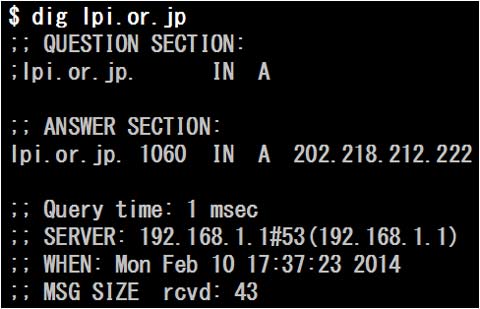 $ dig lpi.or.jp
;; QUESTION SECTION:
;lpi.or.jp. IN A
;; ANSWER SECTION:
lpi.or.jp. 1060 IN A 202.218.212.222
;; Query time: 1 msec
;; SERVER: 192.168.1.1#53(192.168.1.1)
;; WHEN: Mon Feb 10 17:37:23 2014
;; MSG SIZE rcvd: 43